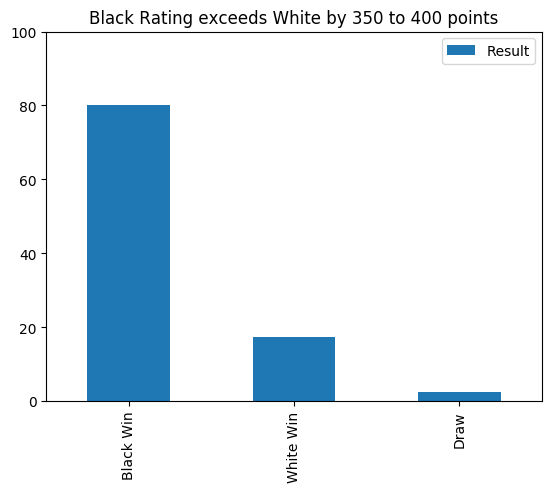 Black Rating exceeds White by 350 to 400 points
Result
100
80
60
40
20
0
Black Win
White Win
Draw